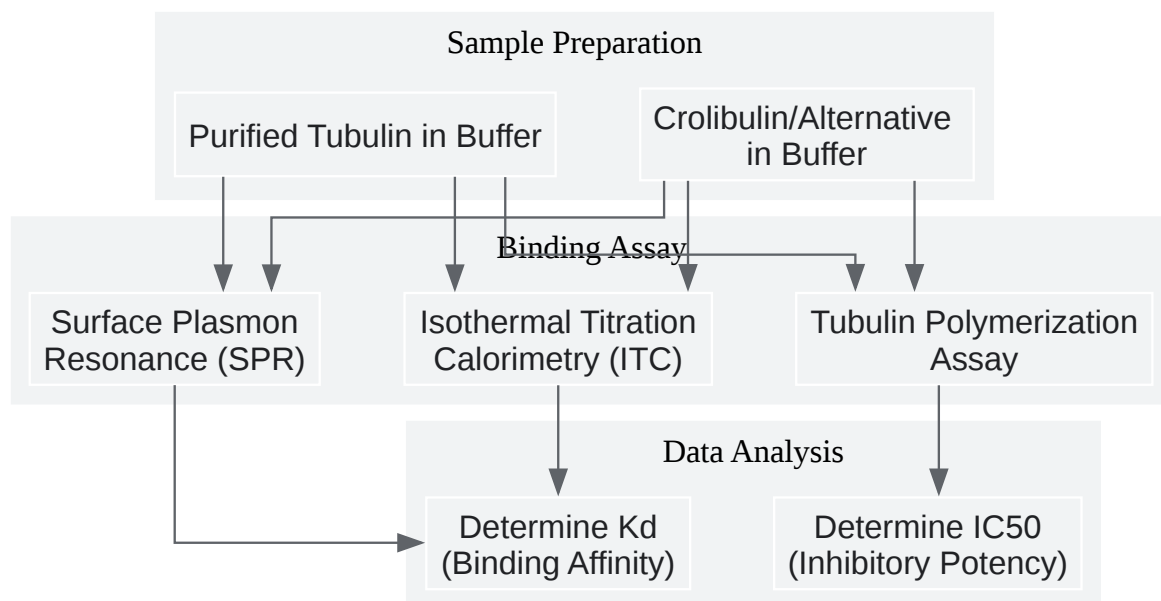 Sample Preparation
Purified Tubulin in Buffer
Crolibulin/Alternative
in Buffer
Binding Assay
Surface Plasmon
Resonance (SPR)
Isothermal Titration
Calorimetry (ITC)
Tubulin Polymerization
Assay
Data Analysis
Determine Kd
(Binding Affinity)
Determine IC50
(Inhibitory Potency)